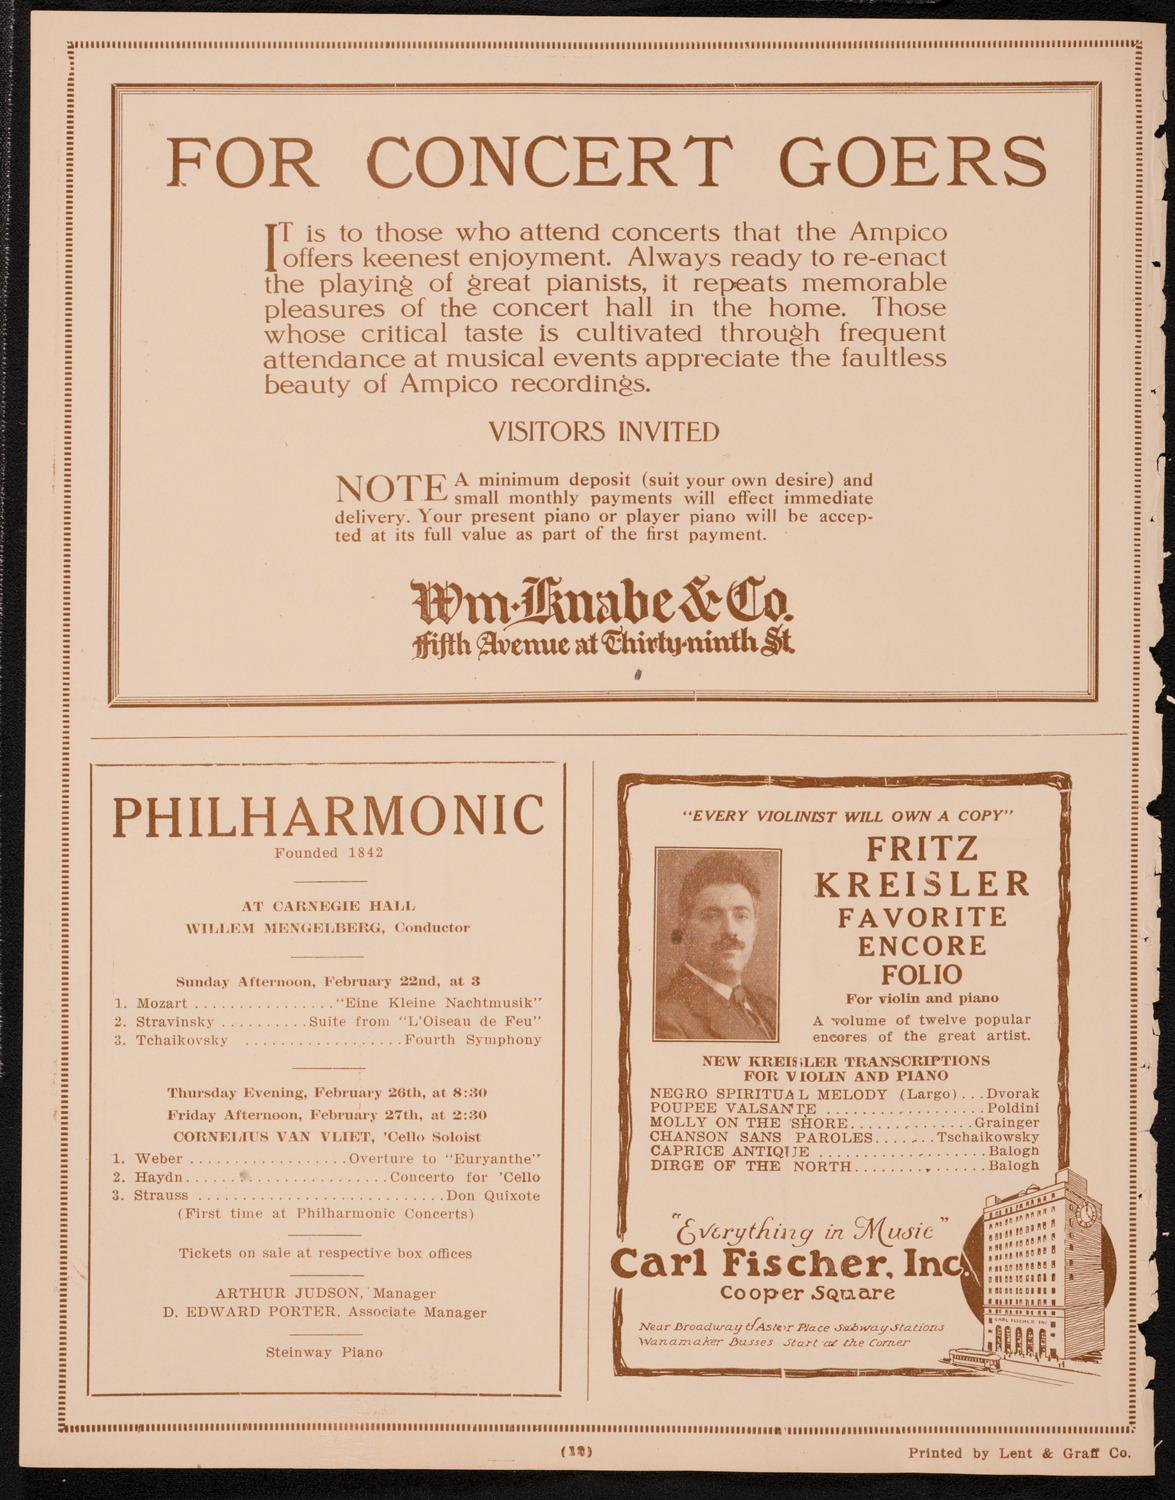 FOR CONCERT GOERS
IT is to those who attend concerts that the Ampico
offers keenest enjoyment. Always ready to re-enact
the playing of great pianists, it repeats memorable
pleasures of the concert hall in the home. Those
whose critical taste is cultivated through frequent
attendance at musical events appreciate the faultless
beauty of Ampico recordings.
VISITORS INVITED
NOTE A minimum deposit (suit your own desire) and
small monthly payments will effect immediate
delivery. Your present piano or player piano will be accep-
ted at its full value as part of the first payment.
Wm. Knabe & Co.
Fifth Avenue at Thirty-ninth St.
PHILHARMONIC
Founded 1842
AT CARNEGIE HALL
WILLEM MENGELBERG, Conductor
Sunday Afternoon, February 22nd, at 3
1. Mozart ................"Eine Kleine Nachtmusik"
2. Stravinsky ..........Suite from "L'Oiseau de Feu"
3. Tchaikovsky ..................Fourth Symphony
Thursday Evening, February 26th, at 8:30
Friday Afternoon, February 27th, at 2:30
CORNELIUS VAN VLIET, 'Cello Soloist
1. Weber ..................Overture to "Euryanthe"
2. Haydn.......................Concerto for 'Cello
3. Strauss ............................Don Quixote
(First time at Philharmonic Concerts)
Tickets on sale at respective box offices
ARTHUR JUDSON, Manager
D. EDWARD PORTER, Associate Manager
Steinway Piano
"EVERY VIOLINIST WILL OWN A COPY"
FRITZ
KREISLER
FAVORITE
ENCORE
FOLIO
For violin and piano
A volume of twelve popular
encores of the great artist.
NEW KREISLER TRANSCRIPTIONS
FOR VIOLIN AND PIANO
NEGRO SPIRITUAL MELODY (Largo)...Dvorak
POUPEE VALSANTE ..................Poldini
MOLLY ON THE SHORE..............Grainger
CHANSON SANS PAROLES.......Tschaikowsky
CAPRICE ANTIQUE ...................Balogh
DIRGE OF THE NORTH...............Balogh
"Everything in Music"
Carl Fischer, Inc.
Cooper Square
CARL FISCHER INC
Near Broadway & Astor Place Subway Stations
Wanamaker Busses Start at the Corner
(12)
Printed by Lent & Graff Co.